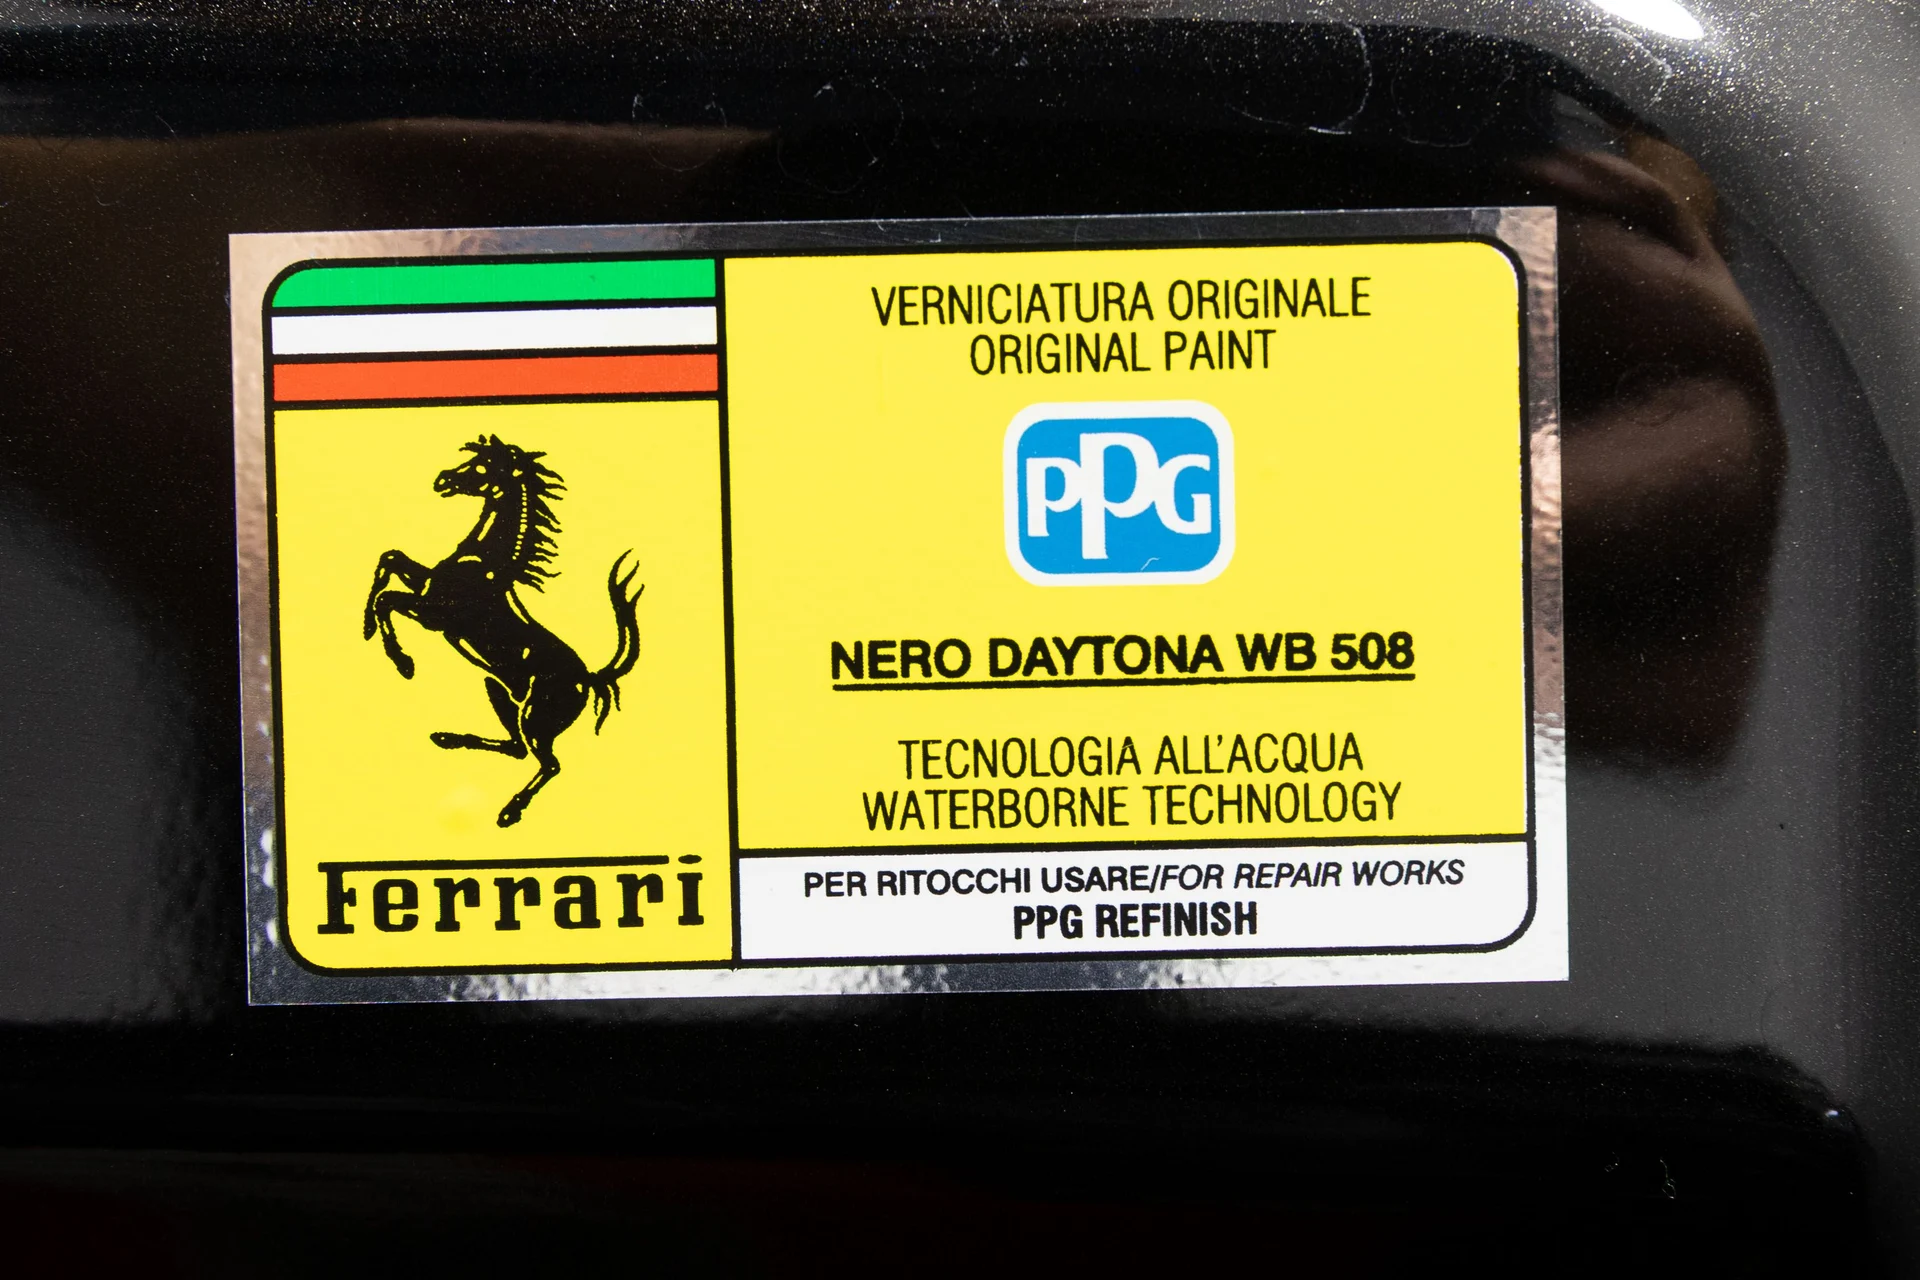 VERNICIATURA ORIGINALE
ORIGINAL PAINT
PPG
NERO DAYTONA WB 508
TECNOLOGIA ALL'ACQUA
WATERBORNE TECHNOLOGY
Ferrari
PER RITOCCHI USARE/FOR REPAIR WORKS
PPG REFINISH